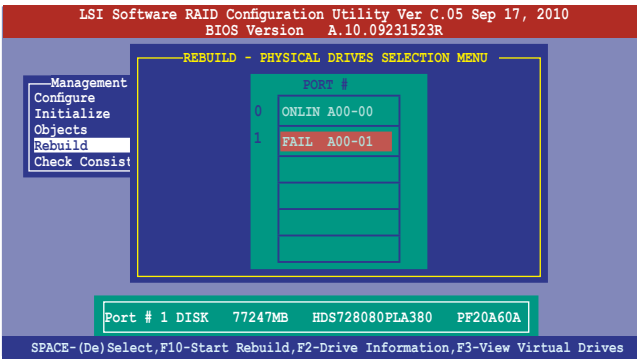 LSI Software RAID Configuration Utility Ver C.05 Sep 17, 2010
BIOS Version A.10.09231523R
REBUILD - PHYSICAL DRIVES SELECTION MENU
Management
Configure
Initialize
Objects
Rebuild
Check Consist
PORT #
0 ONLIN A00-00
1 FAIL A00-01
Port # 1 DISK 77247MB HDS728080PLA380 PF20A60A
SPACE-(De)Select,F10-Start Rebuild,F2-Drive Information,F3-View Virtual Drives